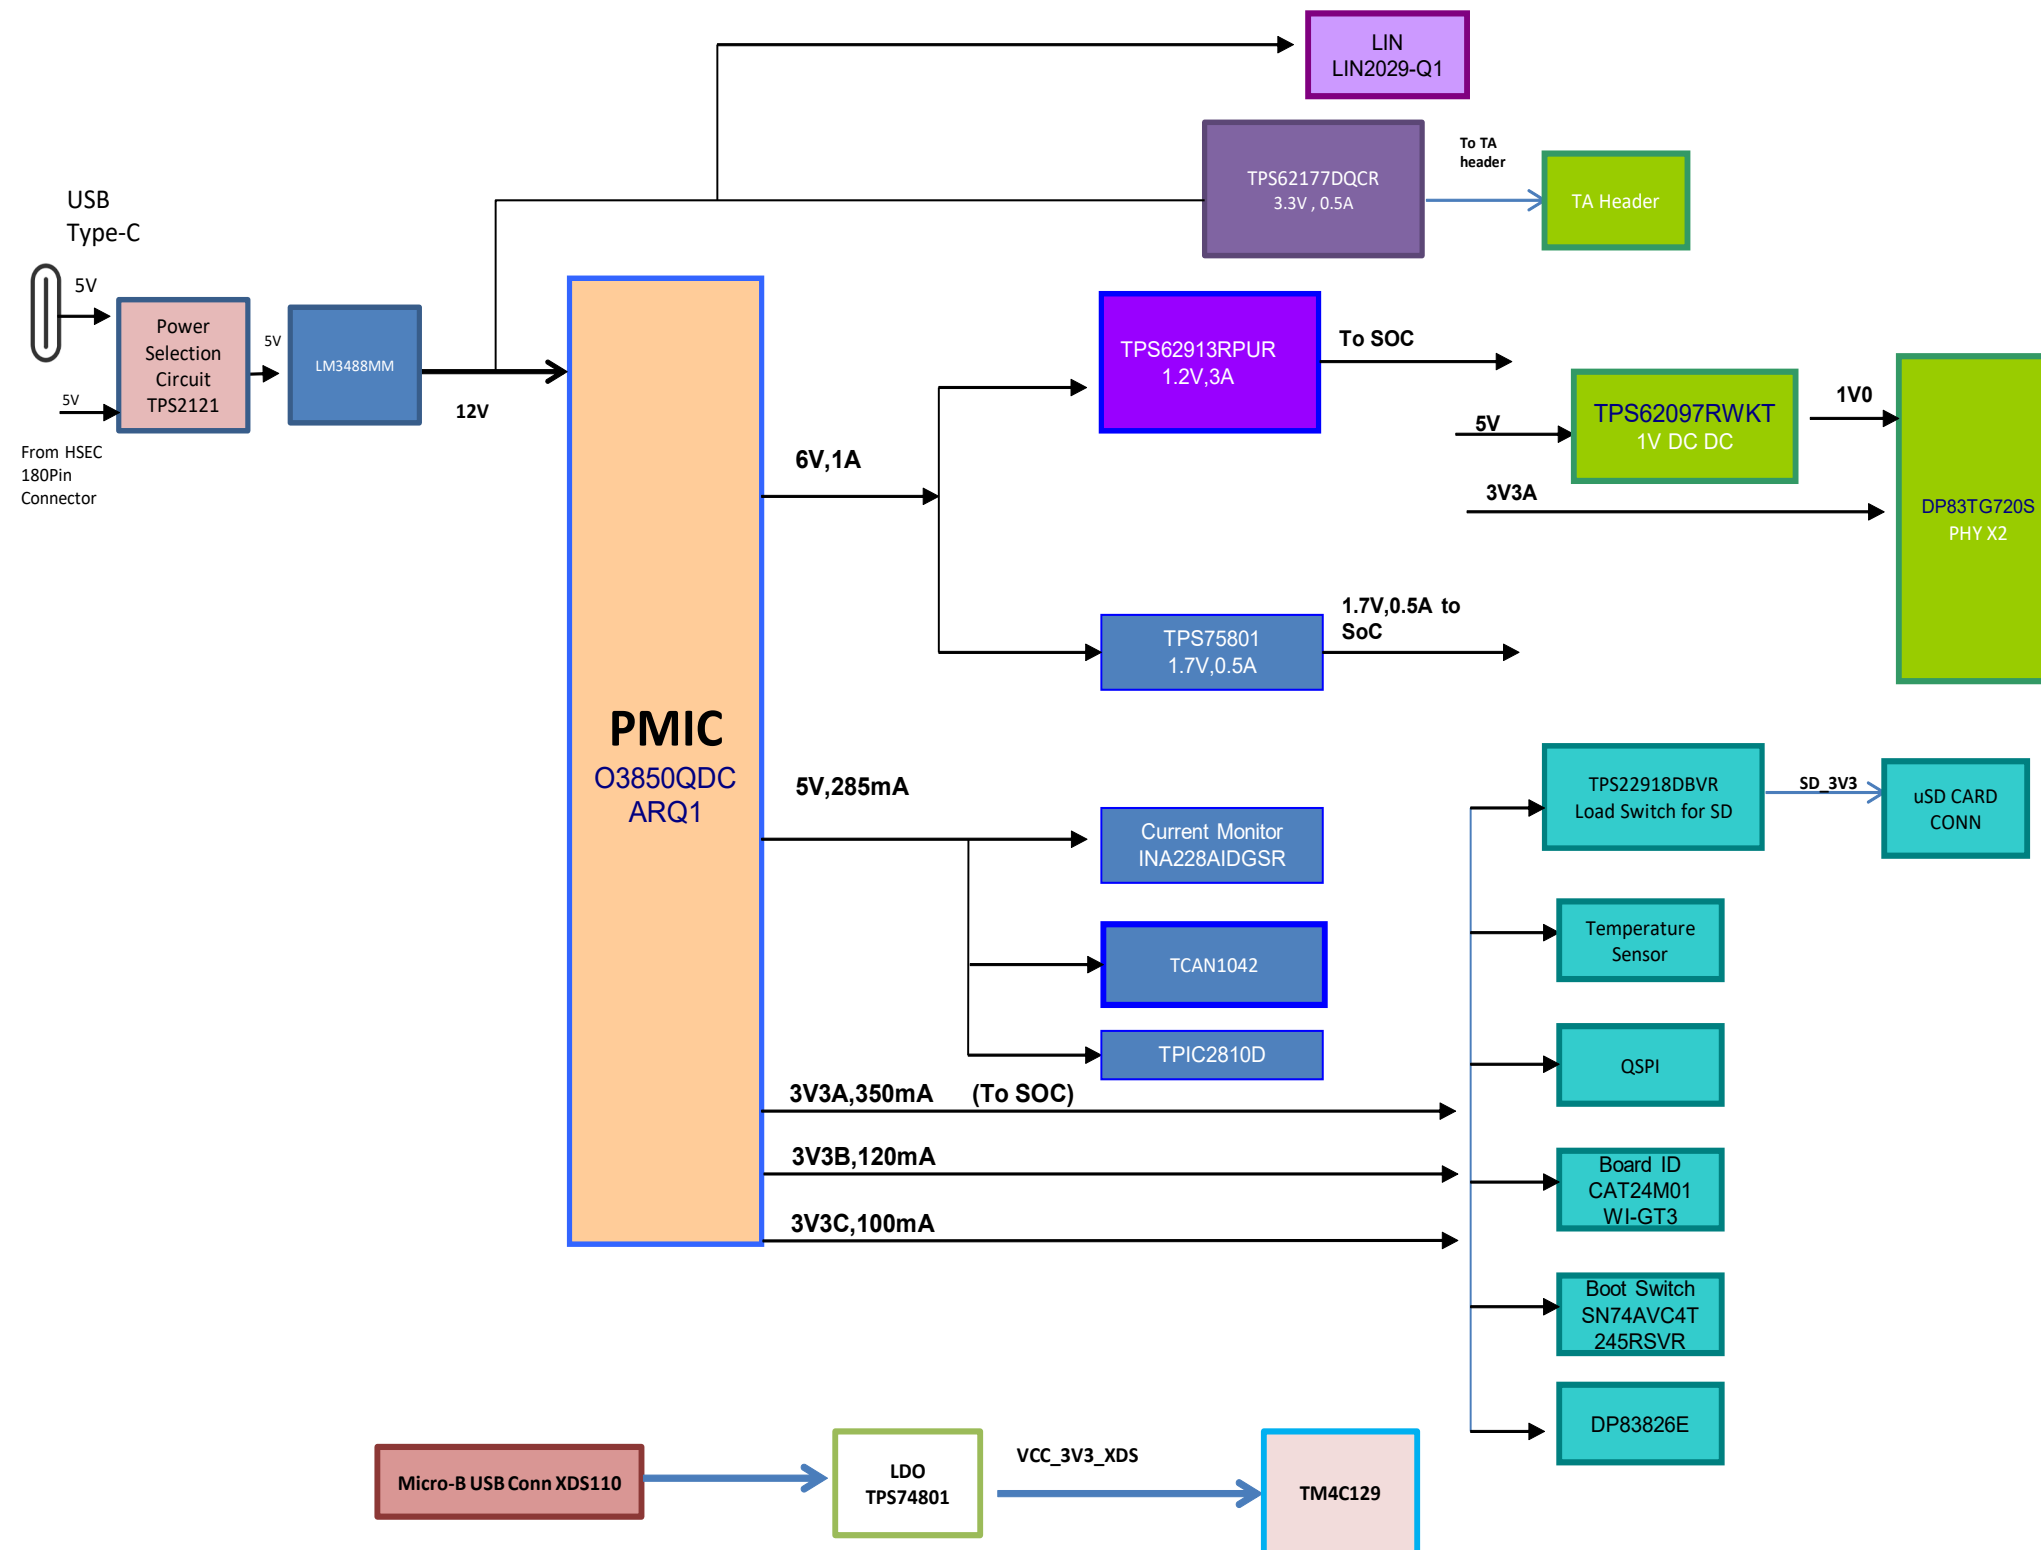 LIN
LIN2029-Q1
TPS62177DQCR
3.3V , 0.5A
To TA
header
TA Header
USB
Type-C
5V
5V
From HSEC
180Pin
Connector
Power
Selection
Circuit
TPS2121
5V
LM3488MM
12V
PMIC
O3850QDC
ARQ1
6V,1A
TPS62913RPUR
1.2V,3A
To SOC
TPS75801
1.7V,0.5A
1.7V,0.5A to
SoC
5V
TPS62097RWKT
1V DC DC
1V0
3V3A
DP83TG720S
PHY X2
5V,285mA
Current Monitor
INA228AIDGSR
TCAN1042
TPIC2810D
3V3A,350mA (To SOC)
3V3B,120mA
3V3C,100mA
TPS22918DBVR
Load Switch for SD
SD_3V3
uSD CARD
CONN
Temperature
Sensor
QSPI
Board ID
CAT24M01
WI-GT3
Boot Switch
SN74AVC4T
245RSVR
DP83826E
Micro-B USB Conn XDS110
LDO
TPS74801
VCC_3V3_XDS
TM4C129